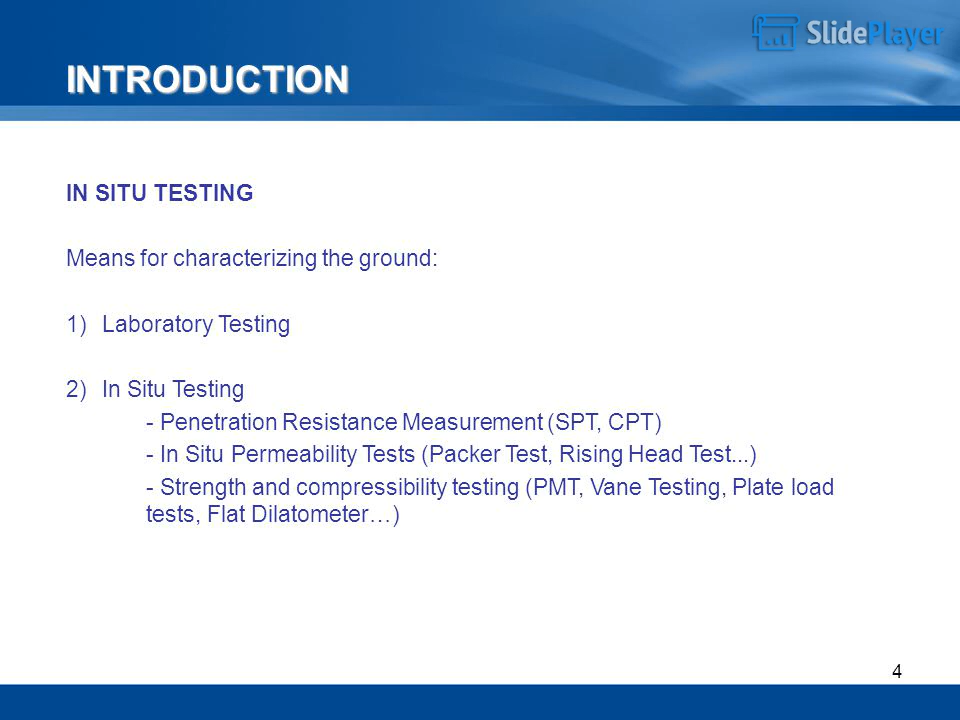 SlidePlayer
INTRODUCTION
IN SITU TESTING
Means for characterizing the ground:
1) Laboratory Testing
2) In Situ Testing
- Penetration Resistance Measurement (SPT, CPT)
- In Situ Permeability Tests (Packer Test, Rising Head Test...)
- Strength and compressibility testing (PMT, Vane Testing, Plate load
tests, Flat Dilatometer…)
4